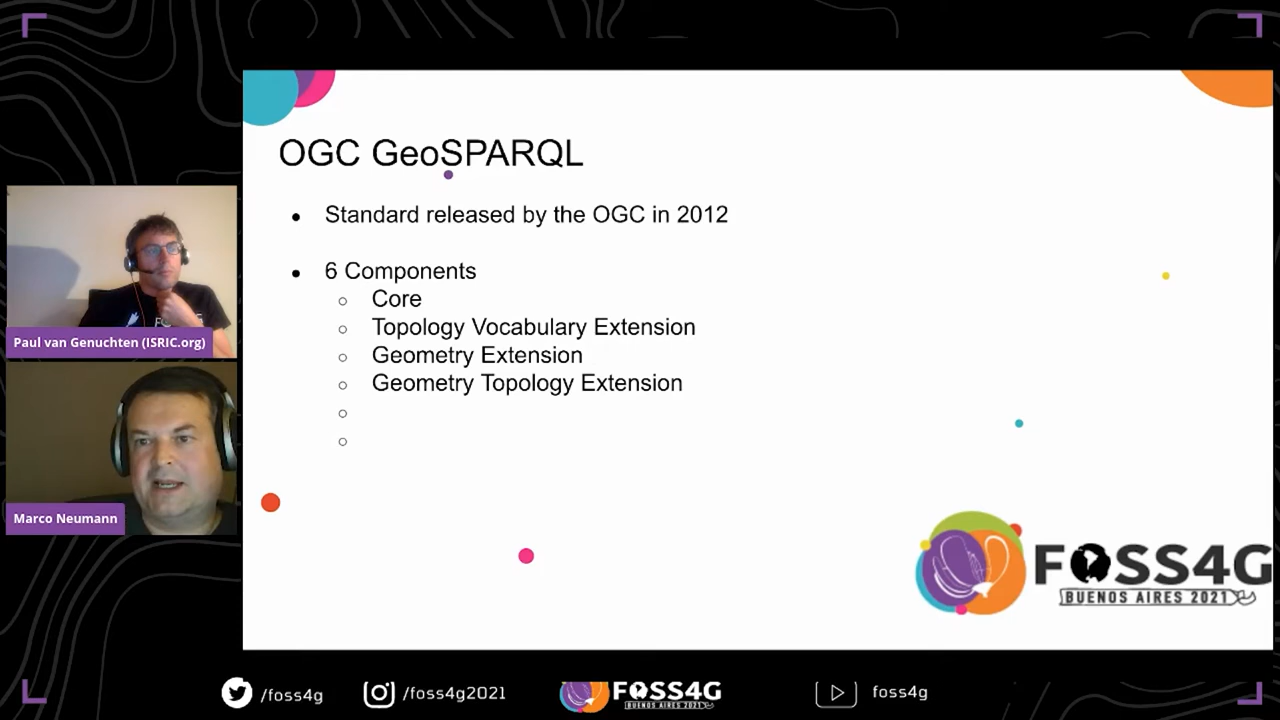 OGC GeoSPARQL
Standard released by the OGC in 2012
6 Components
Core
Topology Vocabulary Extension
Geometry Extension
Geometry Topology Extension
Paul van Genuchten (ISRIC.org)
Marco Neumann
FOSS4G
BUENOS AIRES 2021
/foss4g
/foss4g2021
FOSS4G
BUENOS AIRES 2021
foss4g